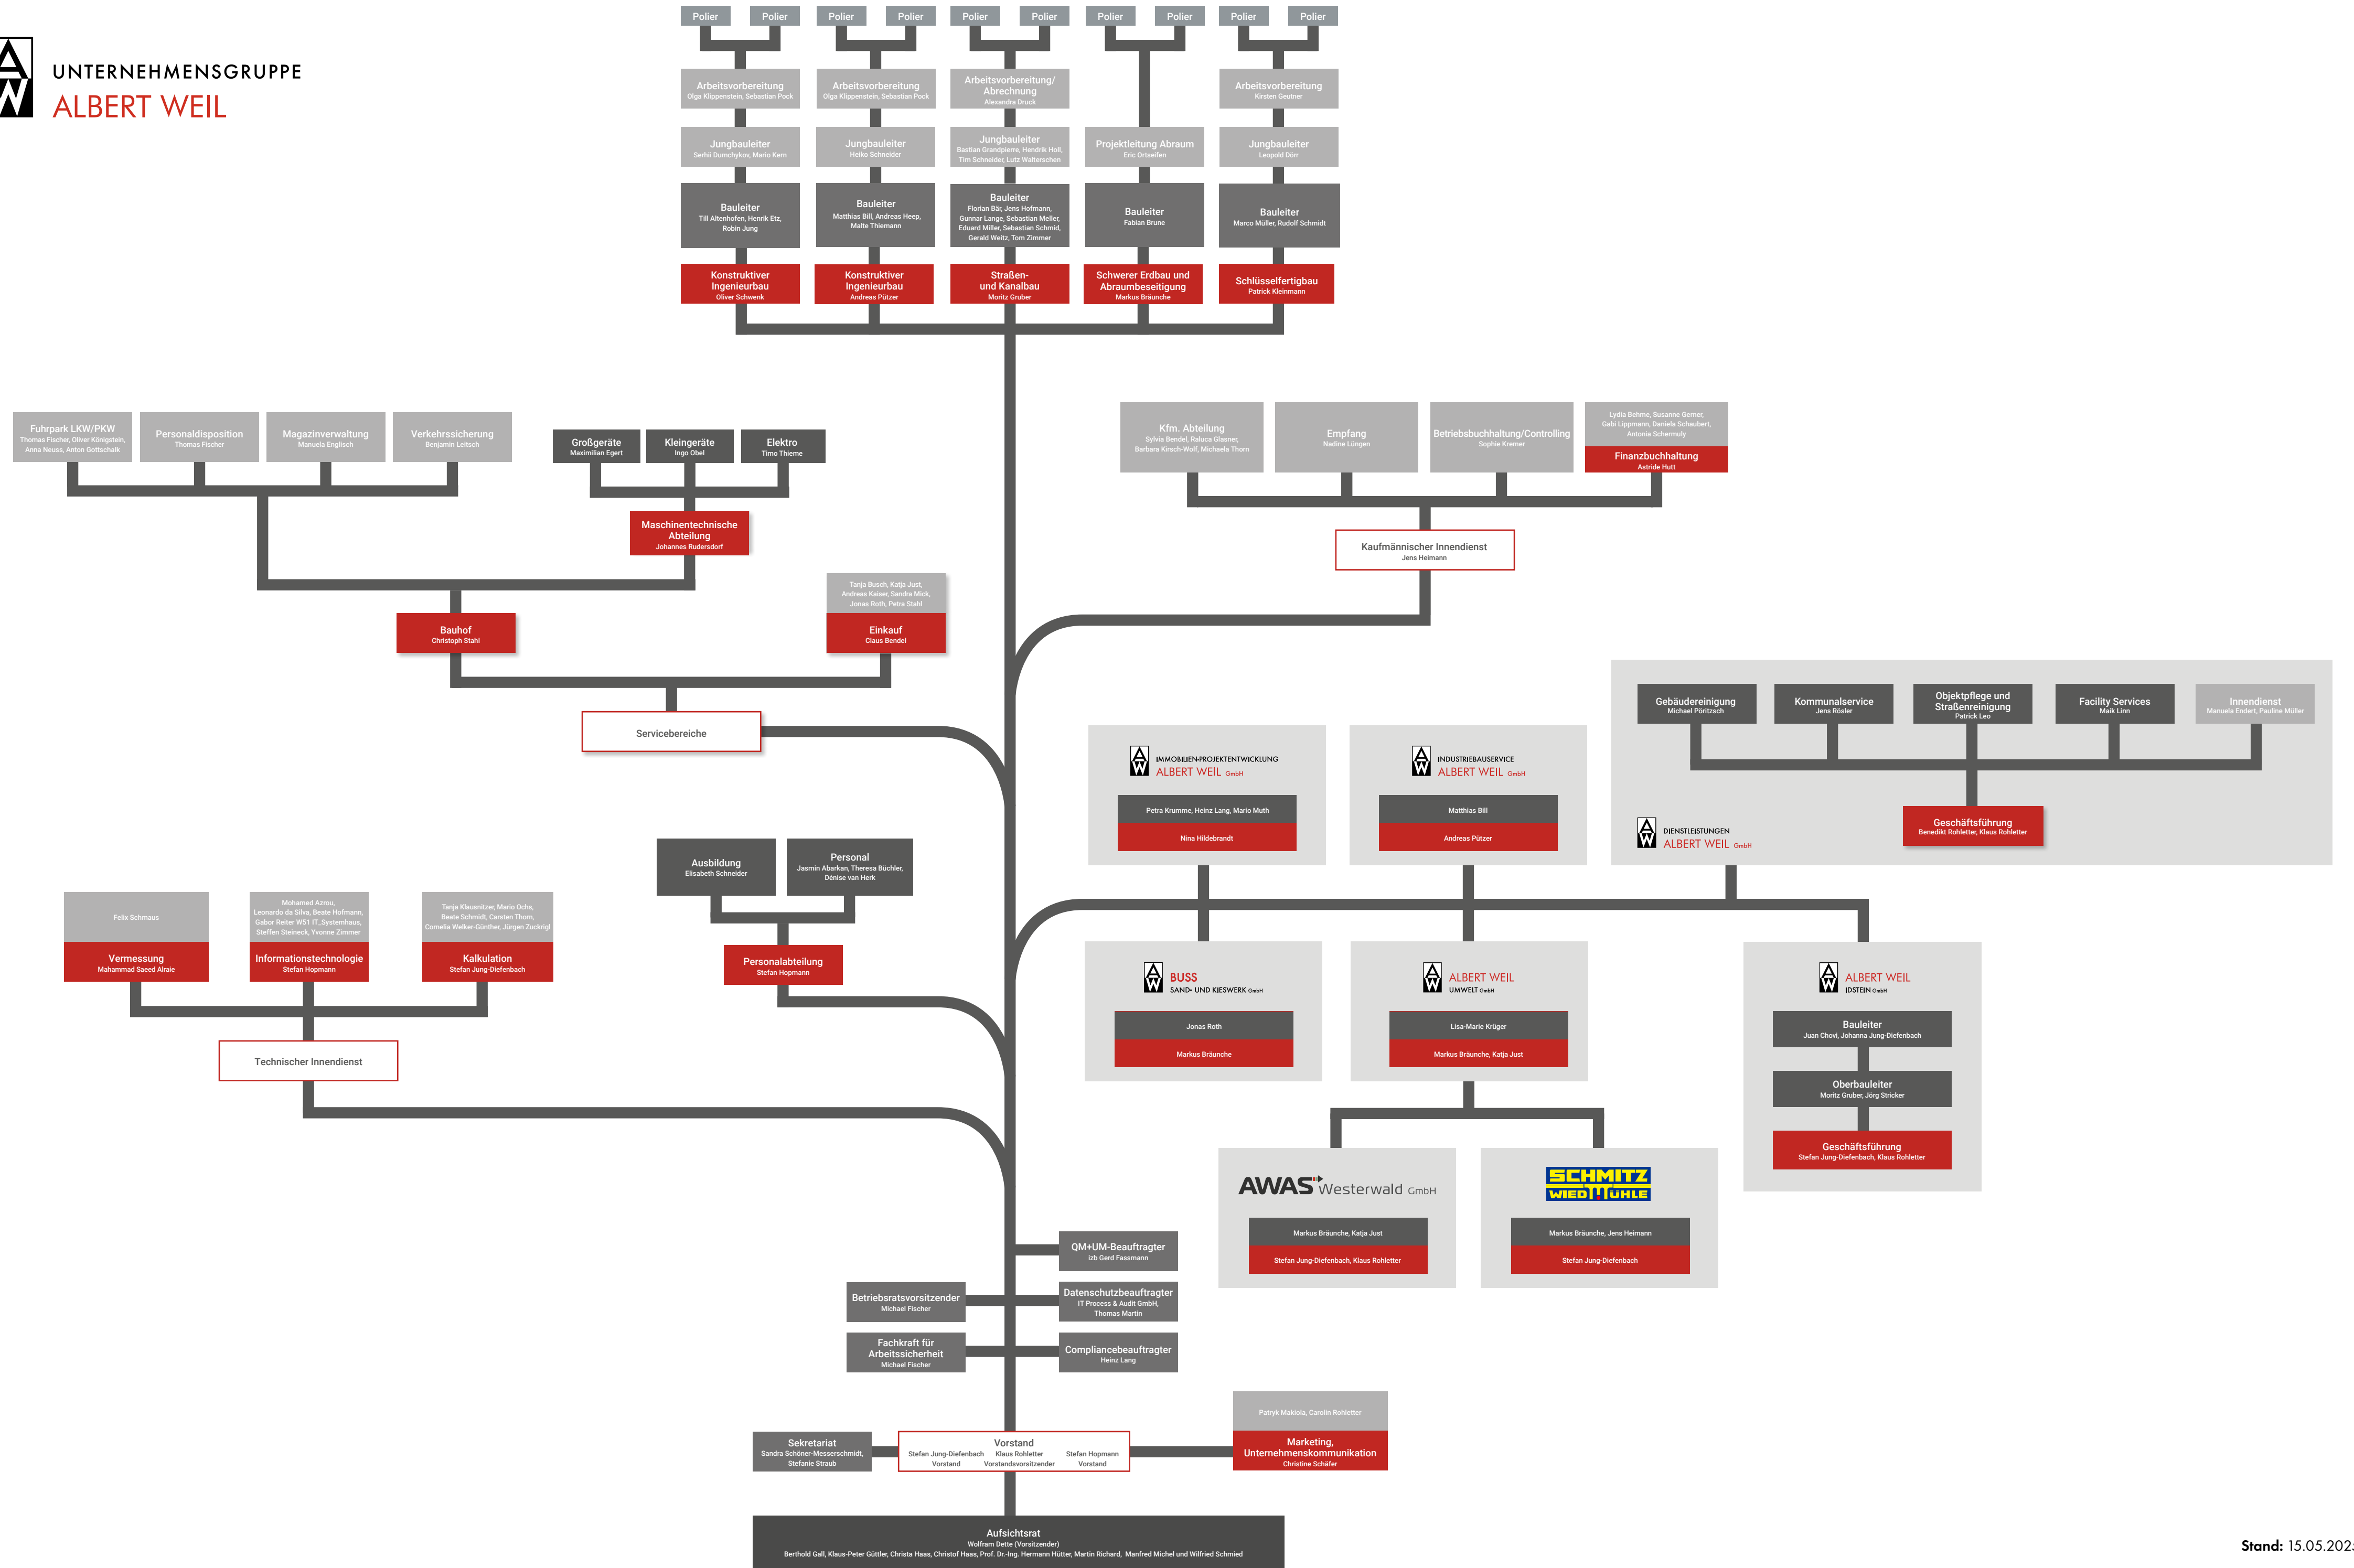 UNTERNEHMENSGRUPPE
ALBERT WEIL
Polier
Polier
Polier
Polier
Polier
Polier
Polier
Polier
Polier
Polier
Arbeitsvorbereitung
Olga Klippenstein, Sebastian Pock
Arbeitsvorbereitung
Olga Klippenstein, Sebastian Pock
Arbeitsvorbereitung/
Abrechnung
Alexandra Druck
Arbeitsvorbereitung
Kirsten Geutner
Jungbauleiter
Serhii Dumchykov, Mario Kern
Jungbauleiter
Heiko Schneider
Jungbauleiter
Bastian Grandpierre, Hendrik Holl,
Tim Schneider, Lutz Walterschen
Projektleitung Abraum
Eric Ortseifen
Jungbauleiter
Leopold Dörr
Bauleiter
Till Altenhofen, Henrik Etz,
Robin Jung
Bauleiter
Matthias Bill, Andreas Heep,
Malte Thiemann
Bauleiter
Florian Bär, Jens Hofmann,
Gunnar Lange, Sebastian Meller,
Eduard Miller, Sebastian Schmid,
Gerald Weitz, Tom Zimmer
Bauleiter
Fabian Brune
Bauleiter
Marco Müller, Rudolf Schmidt
Konstruktiver
Ingenieurbau
Oliver Schwenk
Konstruktiver
Ingenieurbau
Andreas Pützer
Straßen-
und Kanalbau
Moritz Gruber
Schwerer Erdbau und
Abraumbeseitigung
Markus Bräunche
Schlüsselfertigbau
Patrick Kleinmann
Fuhrpark LKW/PKW
Thomas Fischer, Oliver Königstein,
Anna Neuss, Anton Gottschalk
Personaldisposition
Thomas Fischer
Magazinverwaltung
Manuela Englisch
Verkehrssicherung
Benjamin Leitsch
Großgeräte
Maximilian Egert
Kleingeräte
Ingo Obel
Elektro
Timo Thieme
Maschinentechnische
Abteilung
Johannes Rudersdorf
Bauhof
Christoph Stahl
Tanja Busch, Katja Just,
Andreas Kaiser, Sandra Mick,
Jonas Roth, Petra Stahl
Einkauf
Claus Bendel
Servicebereiche
Kfm. Abteilung
Sylvia Bendel, Raluca Glasner,
Barbara Kirsch-Wolf, Michaela Thorn
Empfang
Nadine Lüngen
Betriebsbuchhaltung/Controlling
Sophie Kremer
Lydia Behme, Susanne Gerner,
Gabi Lippmann, Daniela Schaubert,
Antonia Schermuly
Finanzbuchhaltung
Astride Hutt
Kaufmännischer Innendienst
Jens Heimann
Gebäudereinigung
Michael Pöritzsch
Kommunalservice
Jens Rösler
Objektpflege und
Straßenreinigung
Patrick Leo
Facility Services
Maik Linn
Innendienst
Manuela Endert, Pauline Müller
Geschäftsführung
Benedikt Rohletter, Klaus Rohletter
DIENSTLEISTUNGEN
ALBERT WEIL GmbH
IMMOBILIEN-PROJEKTENTWICKLUNG
ALBERT WEIL GmbH
Petra Krumme, Heinz Lang, Mario Muth
Nina Hildebrandt
INDUSTRIEBAUSERVICE
ALBERT WEIL GmbH
Matthias Bill
Andreas Pützer
Ausbildung
Elisabeth Schneider
Personal
Jasmin Abarkan, Theresa Büchler,
Dénise van Herk
Personalabteilung
Stefan Hopmann
Felix Schmaus
Vermessung
Mahammad Saeed Alraie
Mohamed Azrou,
Leonardo da Silva, Beate Hofmann,
Gabor Reiter W51 IT_Systemhaus,
Steffen Steineck, Yvonne Zimmer
Informationstechnologie
Stefan Hopmann
Tanja Klausnitzer, Mario Ochs,
Beate Schmidt, Carsten Thorn,
Cornelia Welker-Günther, Jürgen Zuckrigl
Kalkulation
Stefan Jung-Diefenbach
Technischer Innendienst
BUSS
SAND- UND KIESWERK GmbH
Jonas Roth
Markus Bräunche
ALBERT WEIL
UMWELT GmbH
Lisa-Marie Krüger
Markus Bräunche, Katja Just
ALBERT WEIL
IDSTEIN GmbH
Bauleiter
Juan Chovi, Johanna Jung-Diefenbach
Oberbauleiter
Moritz Gruber, Jörg Stricker
Geschäftsführung
Stefan Jung-Diefenbach, Klaus Rohletter
AWAS Westerwald GmbH
Markus Bräunche, Katja Just
Stefan Jung-Diefenbach, Klaus Rohletter
SCHMITZ
WIEDMÜHLE
Markus Bräunche, Jens Heimann
Stefan Jung-Diefenbach
QM+UM-Beauftragter
izb Gerd Fassmann
Betriebsratsvorsitzender
Michael Fischer
Datenschutzbeauftragter
IT Process & Audit GmbH,
Thomas Martin
Fachkraft für
Arbeitssicherheit
Michael Fischer
Compliancebeauftragter
Heinz Lang
Sekretariat
Sandra Schöner-Messerschmidt,
Stefanie Straub
Vorstand
Stefan Jung-Diefenbach Klaus Rohletter Stefan Hopmann
Vorstand Vorstandsvorsitzender Vorstand
Patryk Makiola, Carolin Rohletter
Marketing,
Unternehmenskommunikation
Christine Schäfer
Aufsichtsrat
Wolfram Dette (Vorsitzender)
Berthold Gall, Klaus-Peter Güttler, Christa Haas, Christof Haas, Prof. Dr.-Ing. Hermann Hütter, Martin Richard, Manfred Michel und Wilfried Schmied
Stand: 15.05.2025